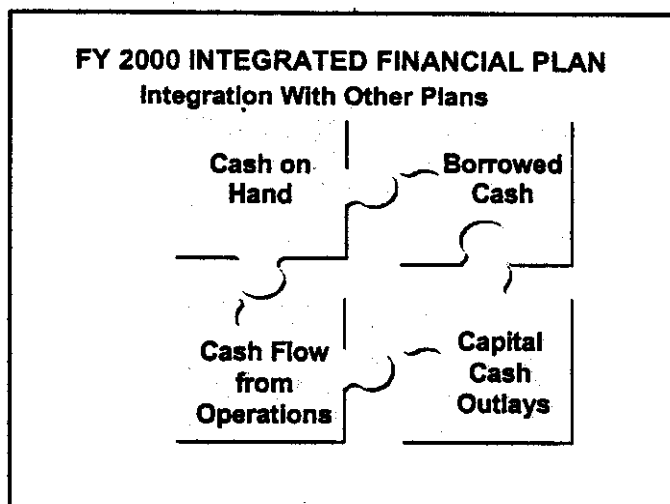 FY 2000 INTEGRATED FINANCIAL PLAN
Integration With Other Plans
Cash on
Hand
Borrowed
Cash
Cash Flow
from
Operations
Capital
Cash
Outlays